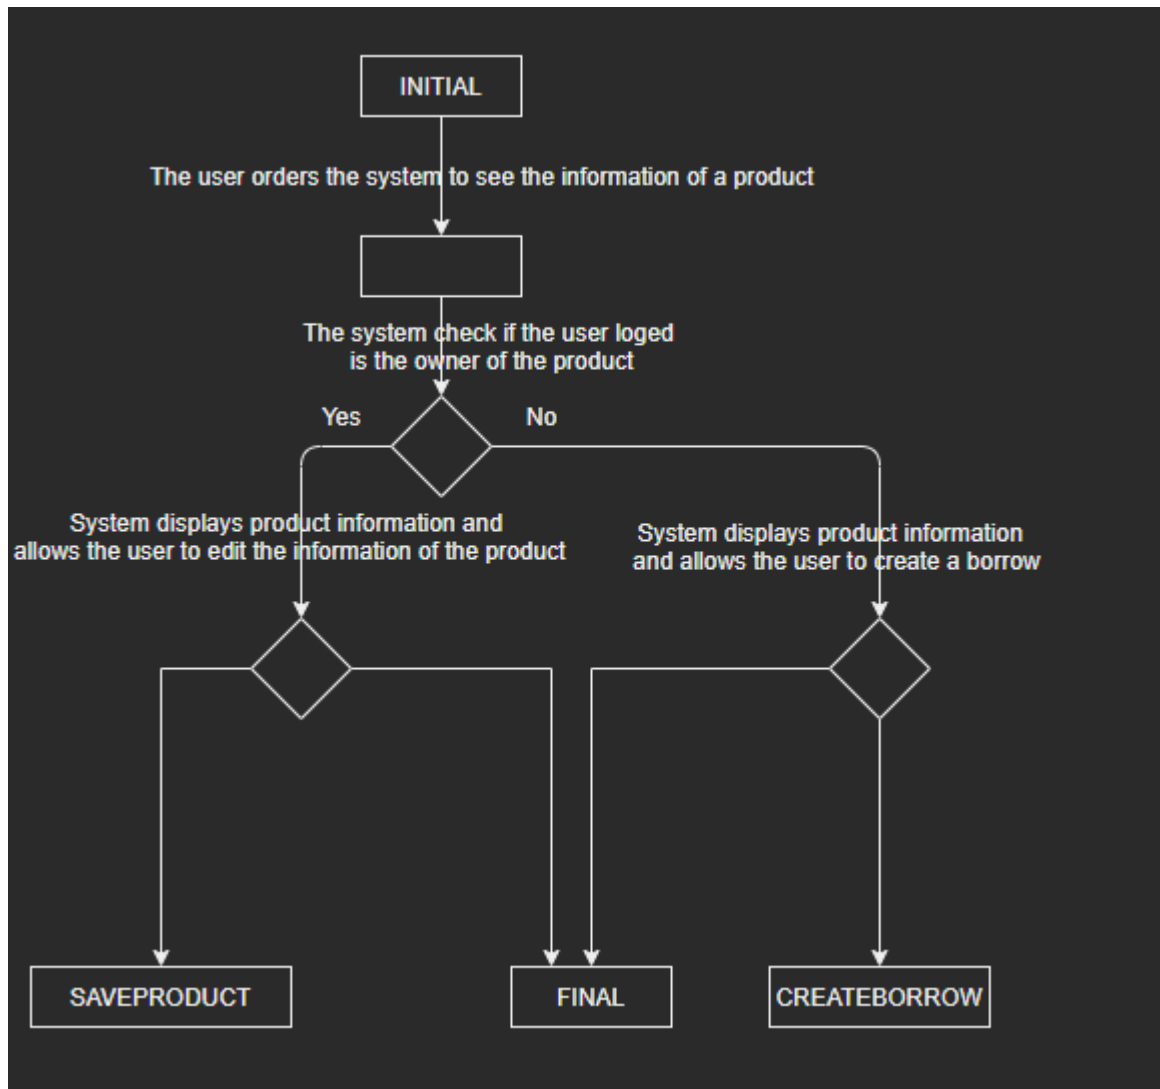 INITIAL
The user orders the system to see the information of a product
The system check if the user loged
is the owner of the product
Yes
No
System displays product information and
allows the user to edit the information of the product
System displays product information
and allows the user to create a borrow
SAVEPRODUCT
FINAL
CREATEBORROW